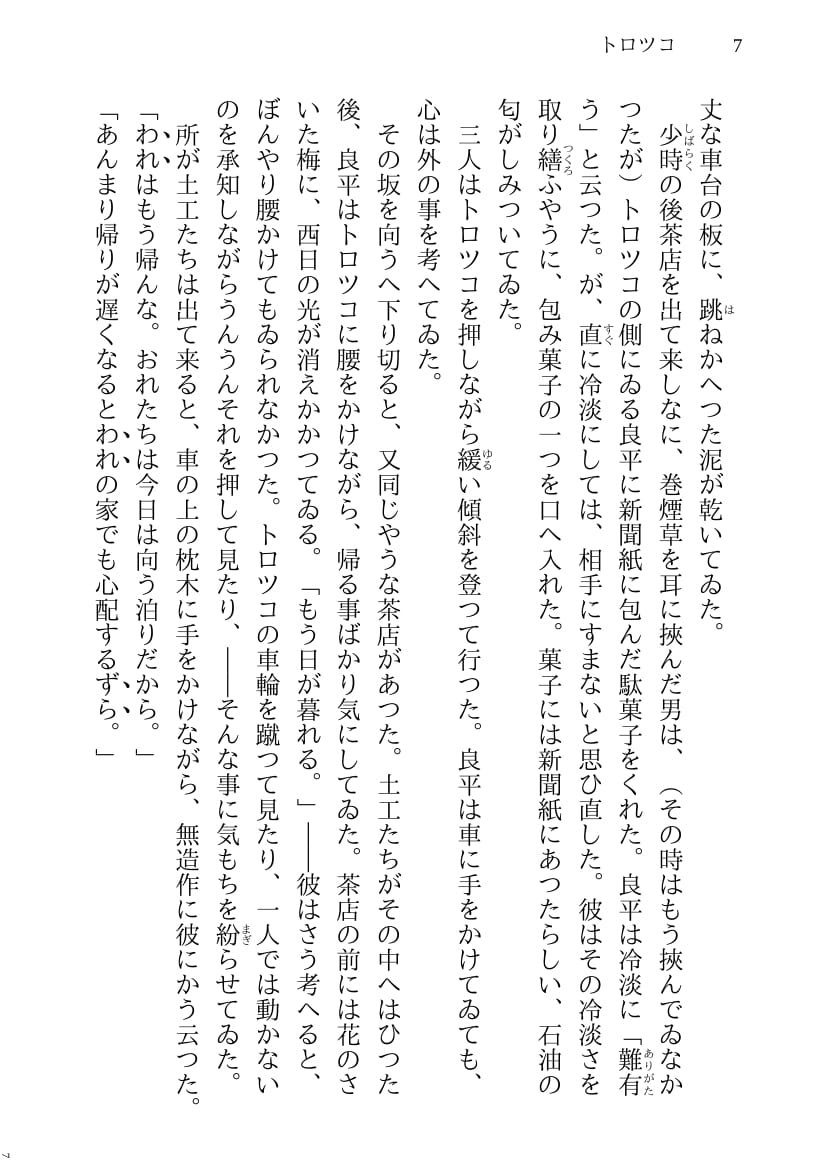 トロツコ 7
丈な車台の板に、跳ねかへつた泥が乾いてゐた。
少時の後茶店を出て来しなに、巻煙草を耳に挾んだ男は、（その時はもう挾んでゐなか
つたが）トロツコの側にゐる良平に新聞紙に包んだ駄菓子をくれた。良平は冷淡に「難有
う」と云つた。が、直に冷淡にしては、相手にすまないと思ひ直した。彼はその冷淡さを
取り繕ふやうに、包み菓子の一つを口へ入れた。菓子には新聞紙にあつたらしい、石油の
匂がしみついてゐた。
三人はトロツコを押しながら緩い傾斜を登つて行つた。良平は車に手をかけてゐても、
心は外の事を考へてゐた。
その坂を向うへ下り切ると、又同じやうな茶店があつた。土工たちがその中へはひつた
後、良平はトロツコに腰をかけながら、帰る事ばかり気にしてゐた。茶店の前には花のさ
いた梅に、西日の光が消えかかつてゐる。「もう日が暮れる。」――彼はさう考へると、
ぼんやり腰かけてもゐられなかつた。トロツコの車輪を蹴つて見たり、一人では動かない
のを承知しながらうんうんそれを押して見たり、――そんな事に気もちを紛らせてゐた。
所が土工たちは出て来ると、車の上の枕木に手をかけながら、無造作に彼にかう云つた。
「われはもう帰んな。おれたちは今日は向う泊りだから。」
「あんまり帰りが遅くなるとわれの家でも心配するずら。」